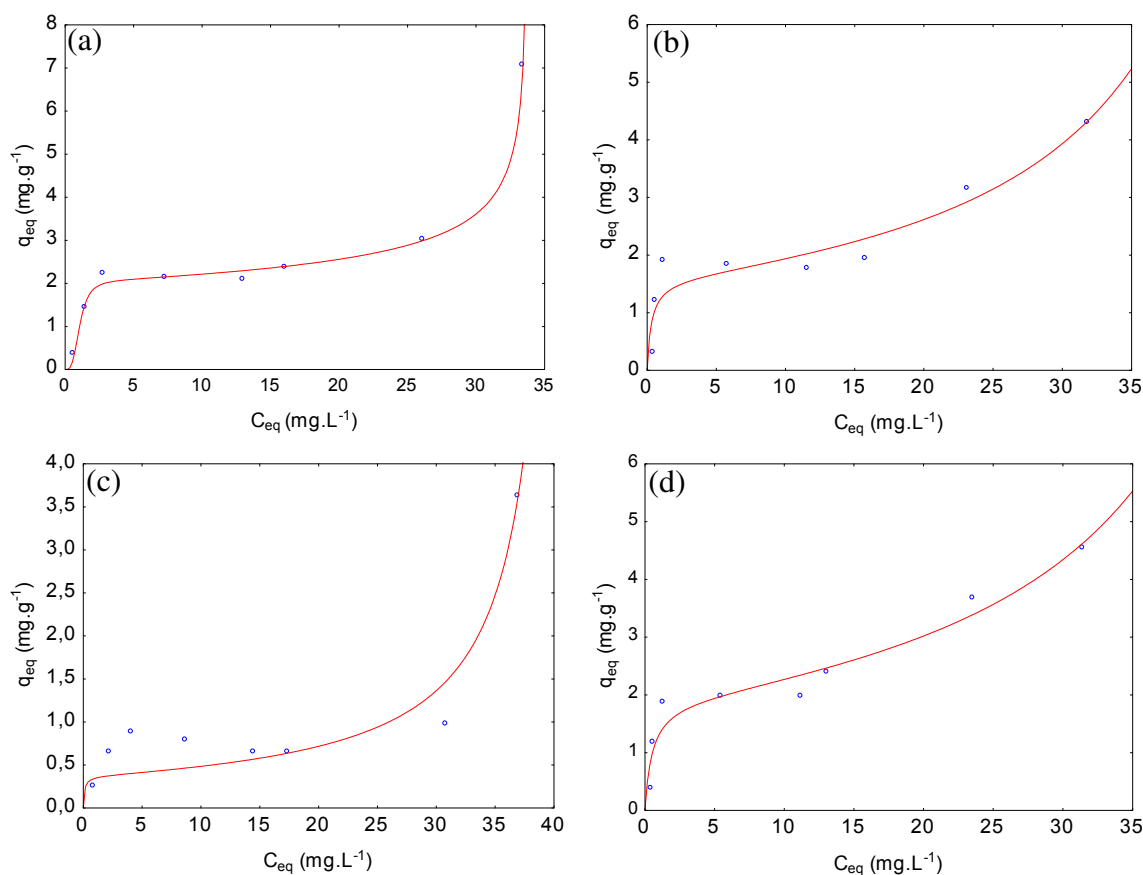 (a)
8
7
6
5
4
3
2
1
0
q_eq (mg.g⁻¹)
0 5 10 15 20 25 30 35
C_eq (mg.L⁻¹)
(b)
6
5
4
3
2
1
0
q_eq (mg.g⁻¹)
0 5 10 15 20 25 30 35
C_eq (mg.L⁻¹)
(c)
4,0
3,5
3,0
2,5
2,0
1,5
1,0
0,5
0,0
q_eq (mg.g⁻¹)
0 5 10 15 20 25 30 35 40
C_eq (mg.L⁻¹)
(d)
6
5
4
3
2
1
0
q_eq (mg.g⁻¹)
0 5 10 15 20 25 30 35
C_eq (mg.L⁻¹)